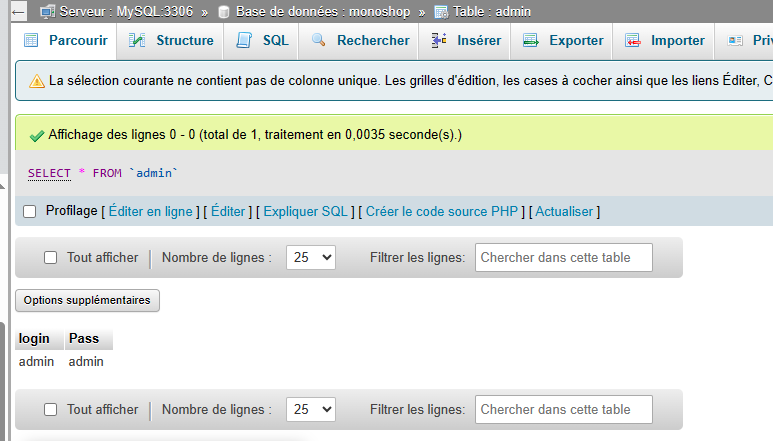 Serveur : MySQL:3306 » Base de données : monoshop » Table : admin
Parcourir Structure SQL Rechercher Insérer Exporter Importer
La sélection courante ne contient pas de colonne unique. Les grilles d'édition, les cases à cocher ainsi que les liens Éditer, C
Affichage des lignes 0 - 0 (total de 1, traitement en 0,0035 seconde(s).)
SELECT * FROM `admin`
Profilage [ Éditer en ligne ] [ Éditer ] [ Expliquer SQL ] [ Créer le code source PHP ] [ Actualiser ]
Tout afficher | Nombre de lignes : 25 Filtrer les lignes: Chercher dans cette table
Options supplémentaires
login Pass
admin admin
Tout afficher | Nombre de lignes : 25 Filtrer les lignes: Chercher dans cette table